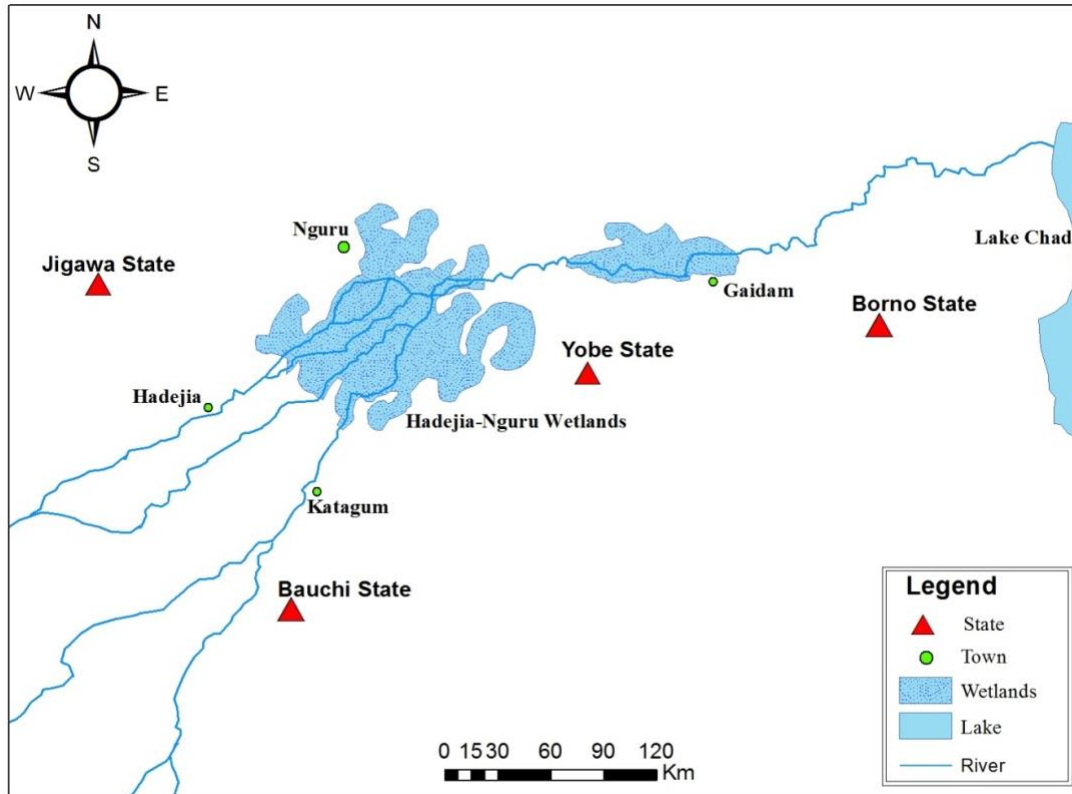 N
W E
S
Nguru
Lake Chad
Jigawa State
Gaidam
Borno State
Yobe State
Hadejia
Hadejia-Nguru Wetlands
Katagum
Bauchi State
Legend
State
Town
Wetlands
Lake
River
0 15 30 60 90 120
Km